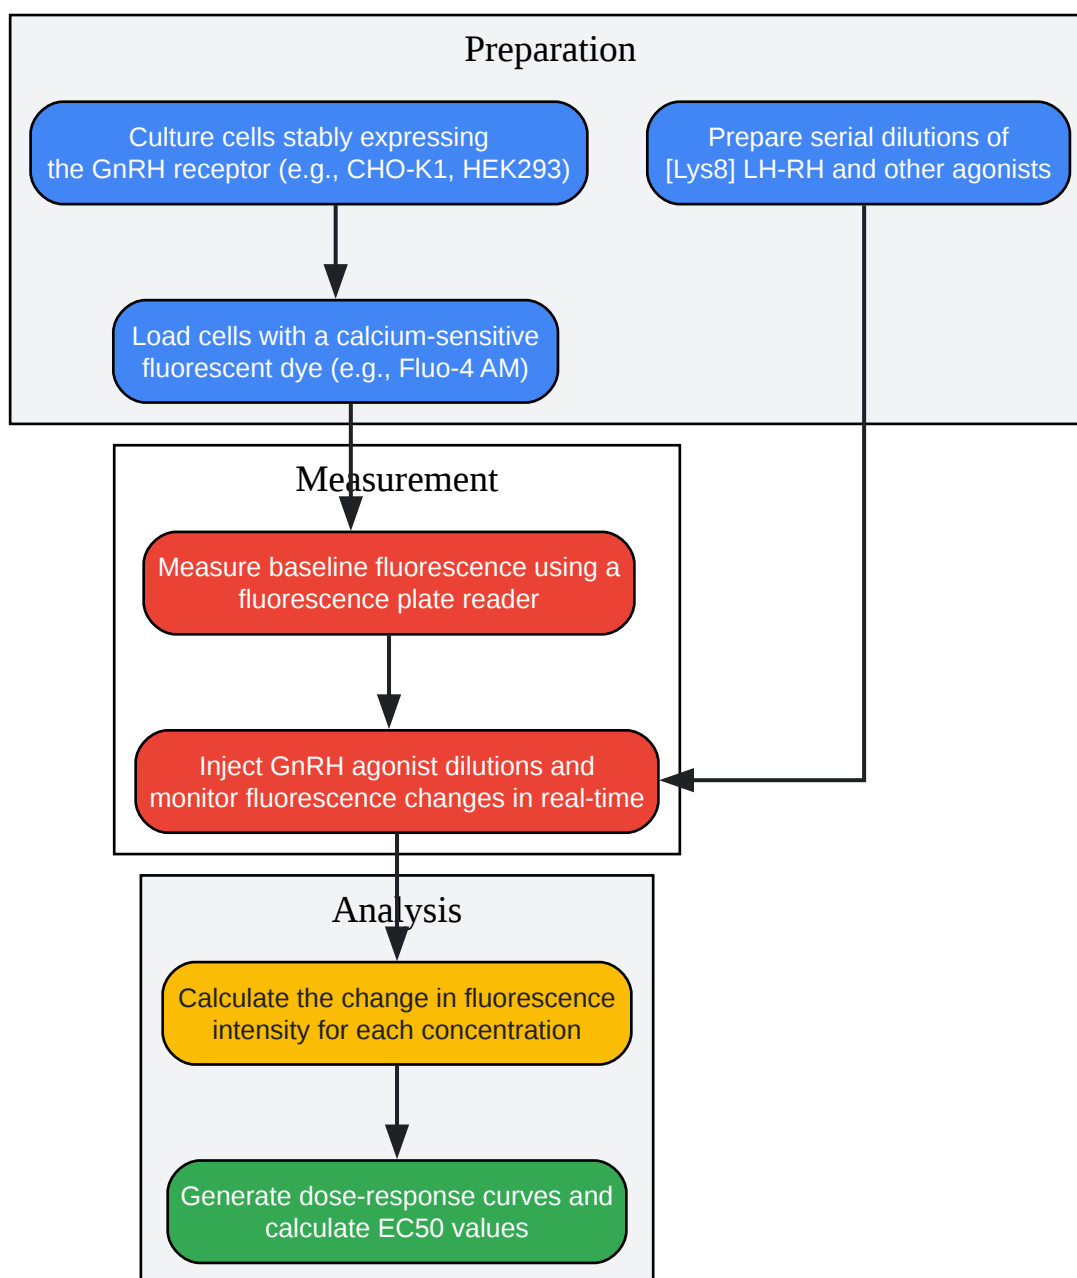 Preparation
Culture cells stably expressing
the GnRH receptor (e.g., CHO-K1, HEK293)
Prepare serial dilutions of
[Lys8] LH-RH and other agonists
Load cells with a calcium-sensitive
fluorescent dye (e.g., Fluo-4 AM)
Measurement
Measure baseline fluorescence using a
fluorescence plate reader
Inject GnRH agonist dilutions and
monitor fluorescence changes in real-time
Analysis
Calculate the change in fluorescence
intensity for each concentration
Generate dose-response curves and
calculate EC50 values